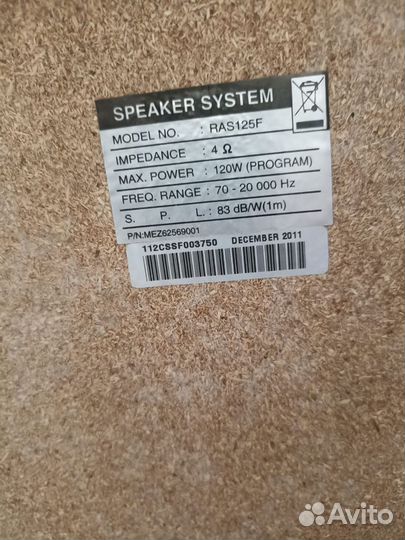 SPEAKER SYSTEM
MODEL NO. : RAS125F
IMPEDANCE : 4 Ω
MAX. POWER : 120W (PROGRAM)
FREQ. RANGE : 70 - 20 000 Hz
S. P. L. : 83 dB/W(1m)
P/N:MEZ62569001
112CSSF003750 DECEMBER 2011
Avito